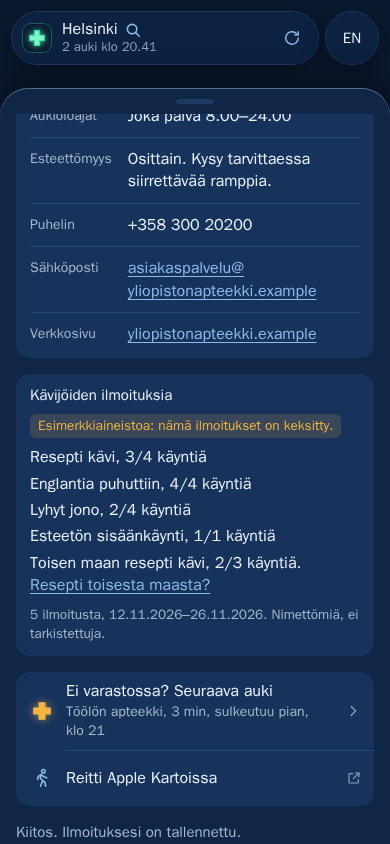 Helsinki
2 auki klo 20.41
EN
Aukioloajat Joka päivä 8.00–24.00
Esteettömyys Osittain. Kysy tarvittaessa
siirrettävää ramppia.
Puhelin +358 300 20200
Sähköposti asiakaspalvelu@
yliopistonapteekki.example
Verkkosivu yliopistonapteekki.example
Kävijöiden ilmoituksia
Esimerkkiaineistoa: nämä ilmoitukset on keksitty.
Resepti kävi, 3/4 käyntiä
Englantia puhuttiin, 4/4 käyntiä
Lyhyt jono, 2/4 käyntiä
Esteetön sisäänkäynti, 1/1 käyntiä
Toisen maan resepti kävi, 2/3 käyntiä.
Resepti toisesta maasta?
5 ilmoitusta, 12.11.2026–26.11.2026. Nimettömiä, ei
tarkistettuja.
Ei varastossa? Seuraava auki
Töölön apteekki, 3 min, sulkeutuu pian,
klo 21
Reitti Apple Kartoissa
Kiitos. Ilmoituksesi on tallennettu.